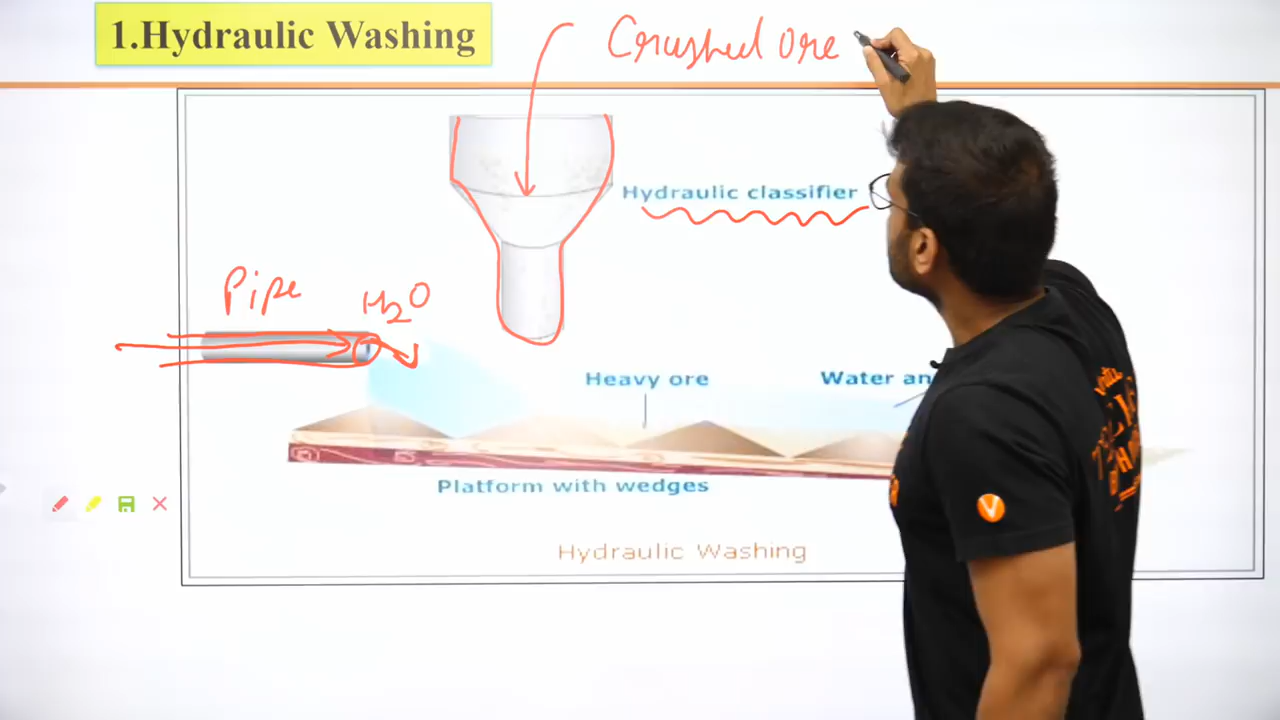 1.Hydraulic Washing
Crushed ore
Hydraulic classifier
Pipe
H2O
Heavy ore
Water an
Platform with wedges
Hydraulic Washing
V